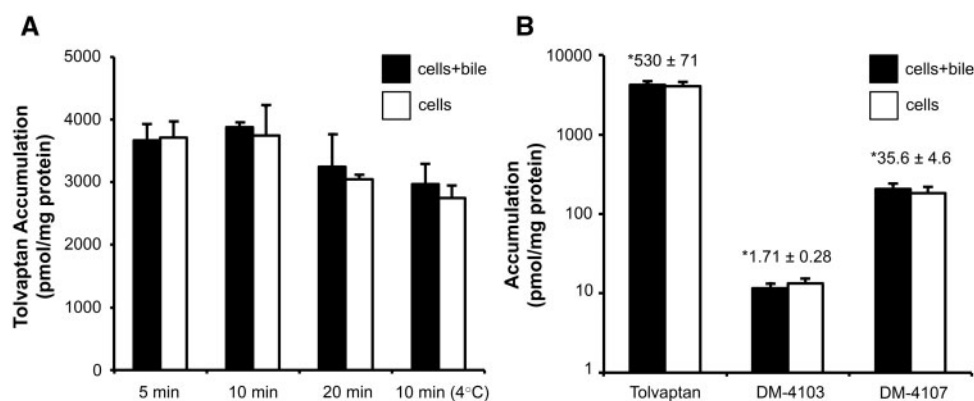 A
Tolvaptan Accumulation
(pmol/mg protein)
5000
4000
3000
2000
1000
0
cells+bile
cells
5 min
10 min
20 min
10 min (4°C)
B
Accumulation
(pmol/mg protein)
10000
1000
100
10
1
*530 ± 71
cells+bile
cells
*35.6 ± 4.6
*1.71 ± 0.28
Tolvaptan
DM-4103
DM-4107